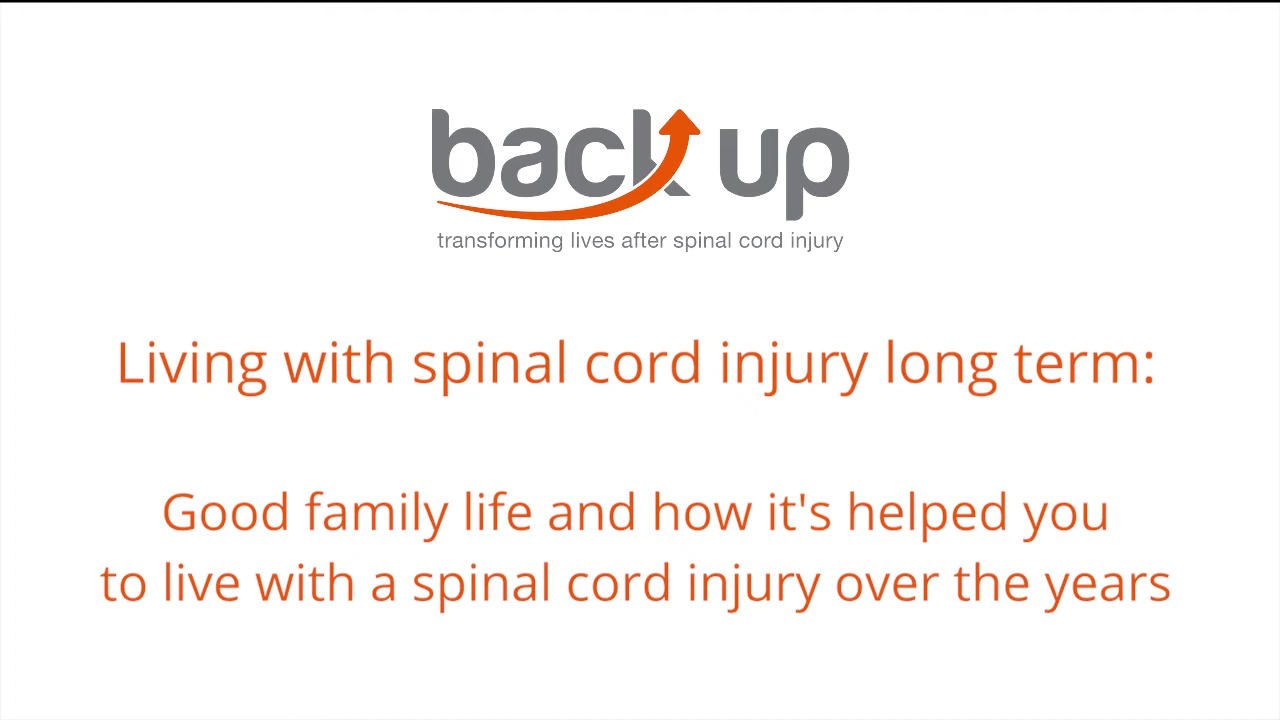 back up
transforming lives after spinal cord injury
Living with spinal cord injury long term:
Good family life and how it's helped you
to live with a spinal cord injury over the years